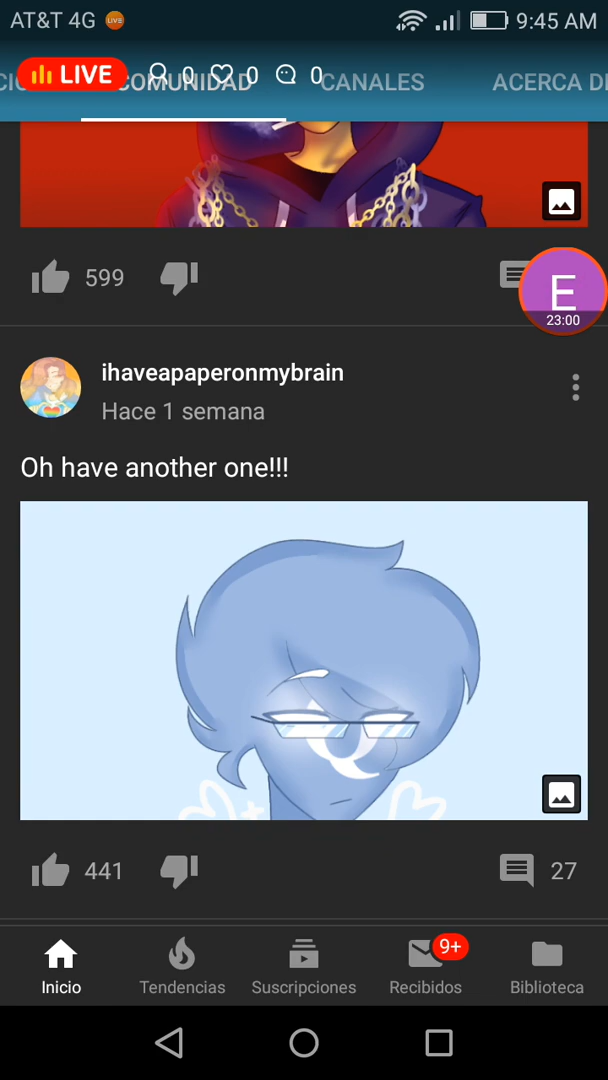 AT&T 4G LIVE 9:45 AM
LIVE 0 0 0
COMUNIDAD CANALES ACERCA
599
E
23:00
ihaveapaperonmybrain
Hace 1 semana
Oh have another one!!!
441 27
9+
Inicio Tendencias Suscripciones Recibidos Biblioteca